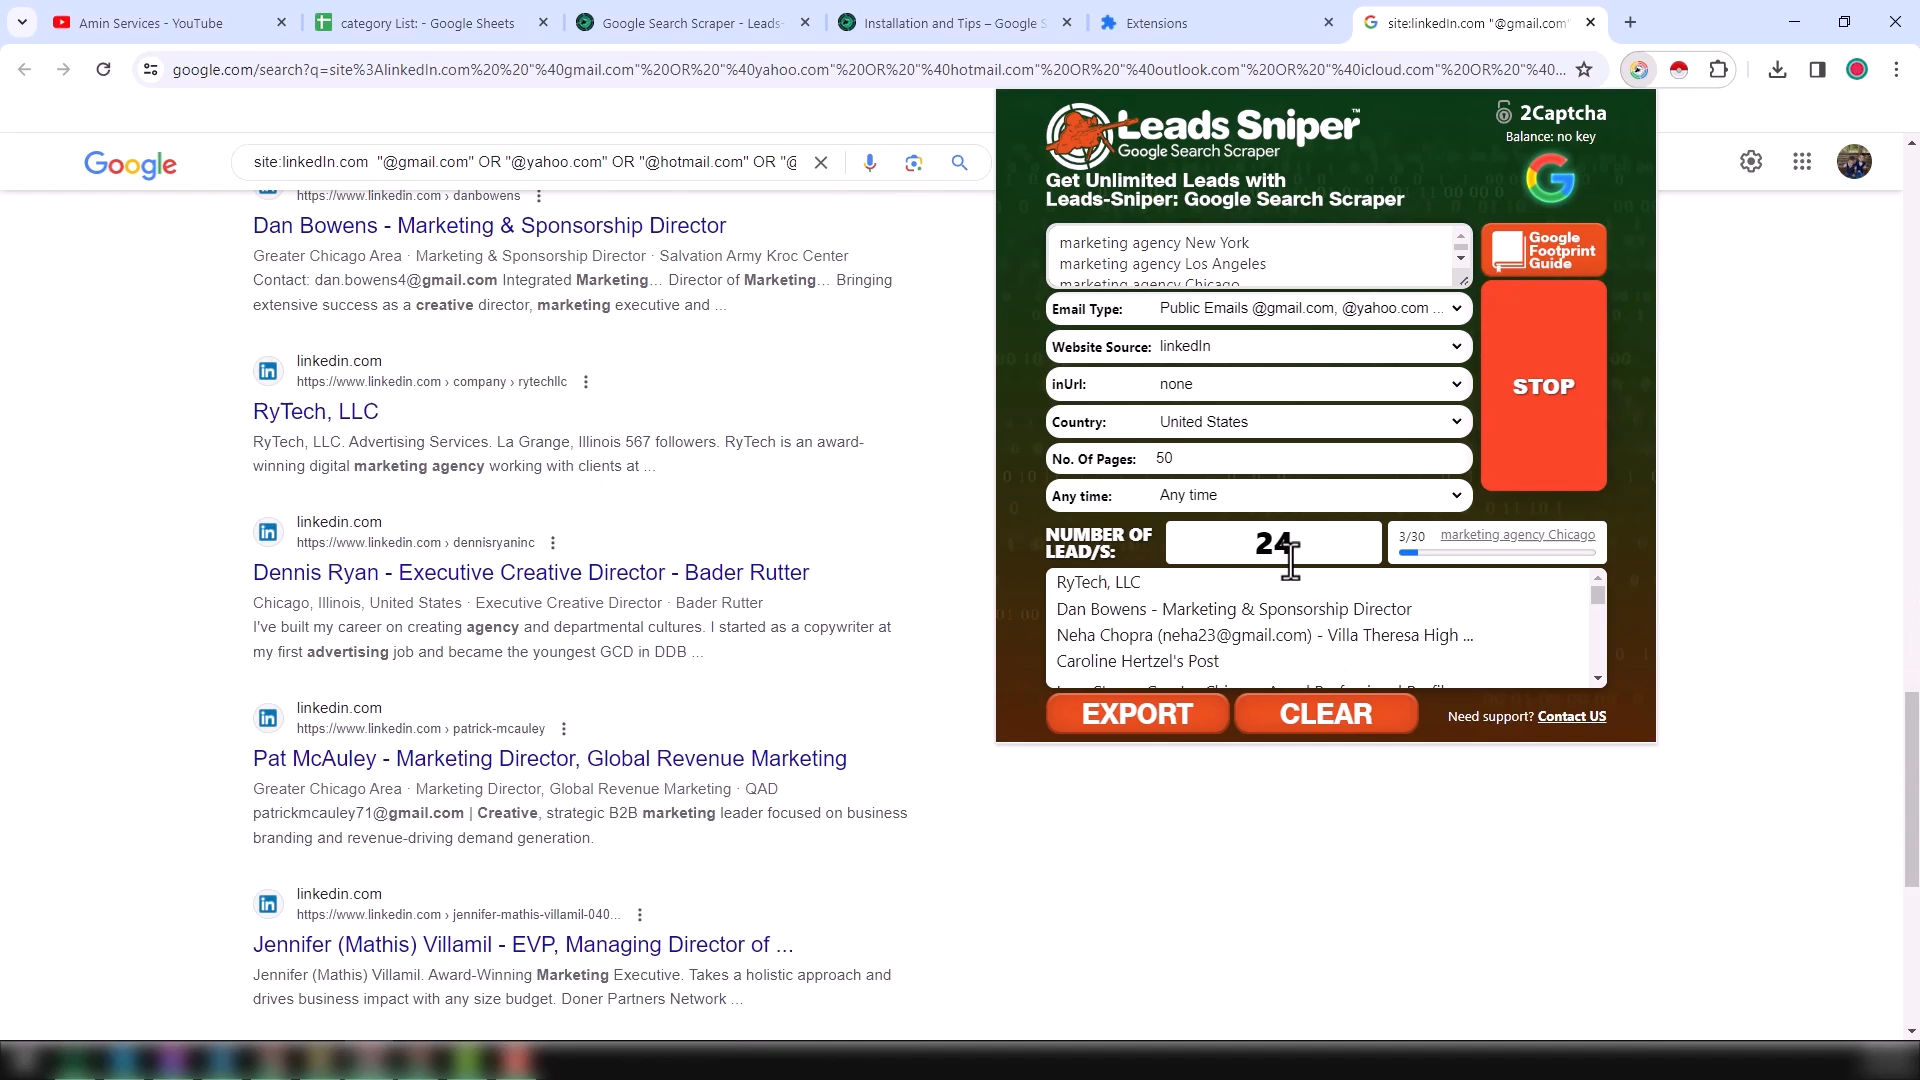 Amin Services - YouTube
category List: - Google Sheets
Google Search Scraper - Leads-
Installation and Tips – Google S
Extensions
site:linkedIn.com "@gmail.com"
google.com/search?q=site%3AlinkedIn.com%20%20"%40gmail.com"%20OR%20"%40yahoo.com"%20OR%20"%40hotmail.com"%20OR%20"%40outlook.com"%20OR%20"%40icloud.com"%20OR%20"%40...
Google
site:linkedIn.com "@gmail.com" OR "@yahoo.com" OR "@hotmail.com" OR "@
https://www.linkedin.com › danbowens
Dan Bowens - Marketing & Sponsorship Director
Greater Chicago Area · Marketing & Sponsorship Director · Salvation Army Kroc Center
Contact: dan.bowens4@gmail.com Integrated Marketing... Director of Marketing... Bringing
extensive success as a creative director, marketing executive and ...
linkedin.com
https://www.linkedin.com › company › rytechllc
RyTech, LLC
RyTech, LLC. Advertising Services. La Grange, Illinois 567 followers. RyTech is an award-
winning digital marketing agency working with clients at ...
linkedin.com
https://www.linkedin.com › dennisryaninc
Dennis Ryan - Executive Creative Director - Bader Rutter
Chicago, Illinois, United States · Executive Creative Director · Bader Rutter
I've built my career on creating agency and departmental cultures. I started as a copywriter at
my first advertising job and became the youngest GCD in DDB ...
linkedin.com
https://www.linkedin.com › patrick-mcauley
Pat McAuley - Marketing Director, Global Revenue Marketing
Greater Chicago Area · Marketing Director, Global Revenue Marketing · QAD
patrickmcauley71@gmail.com | Creative, strategic B2B marketing leader focused on business
branding and revenue-driving demand generation.
linkedin.com
https://www.linkedin.com › jennifer-mathis-villamil-040...
Jennifer (Mathis) Villamil - EVP, Managing Director of ...
Jennifer (Mathis) Villamil. Award-Winning Marketing Executive. Takes a holistic approach and
drives business impact with any size budget. Doner Partners Network ...
Leads Sniper™
Google Search Scraper
2Captcha
Balance: no key
Get Unlimited Leads with
Leads-Sniper: Google Search Scraper
marketing agency New York
marketing agency Los Angeles
marketing agency Chicago
Google
Footprint
Guide
Email Type: Public Emails @gmail.com, @yahoo.com ...
Website Source: linkedIn
inUrl: none
Country: United States
No. Of Pages: 50
Any time: Any time
STOP
NUMBER OF
LEAD/S:
24
3/30 marketing agency Chicago
RyTech, LLC
Dan Bowens - Marketing & Sponsorship Director
Neha Chopra (neha23@gmail.com) - Villa Theresa High ...
Caroline Hertzel's Post
EXPORT
CLEAR
Need support? Contact US